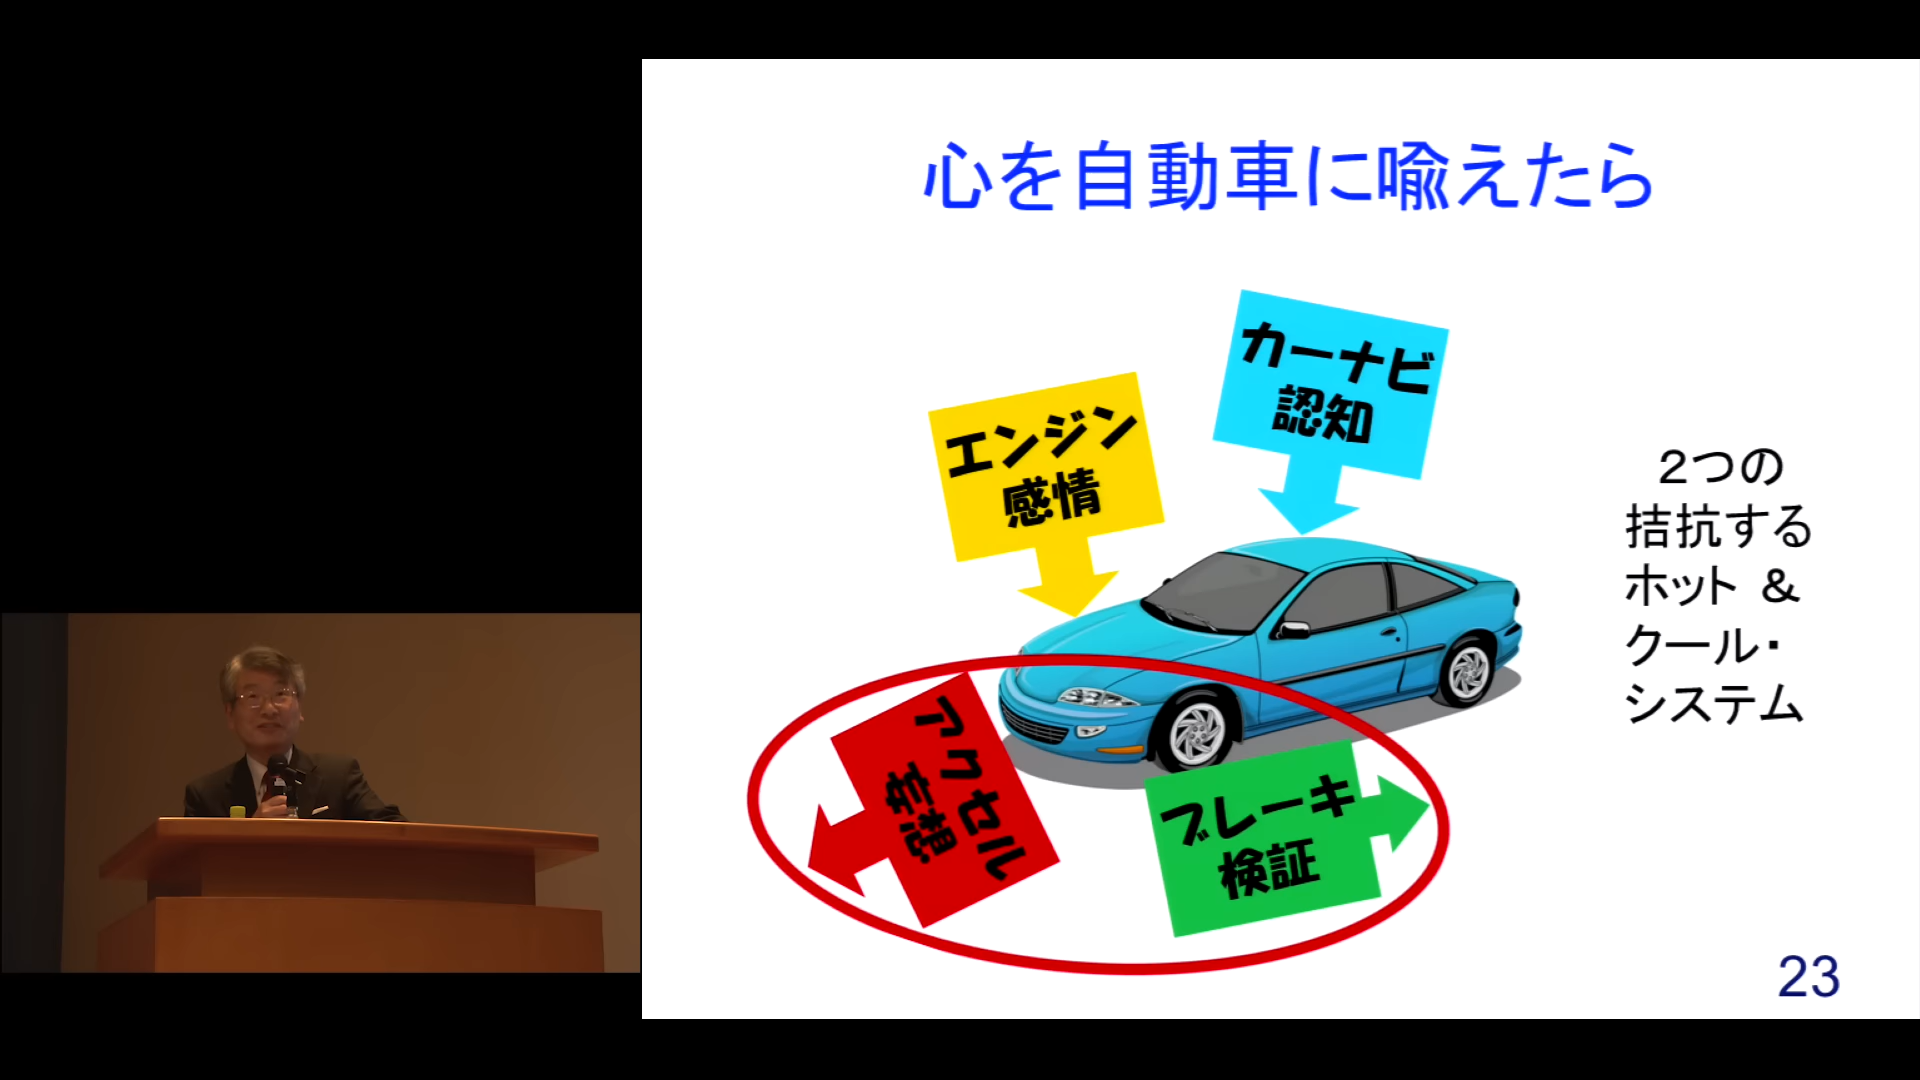 心を自動車に喩えたら
カーナビ
認知
エンジン
感情
2つの
拮抗する
ホット &
クール・
システム
アクセル
妄想
ブレーキ
検証
23